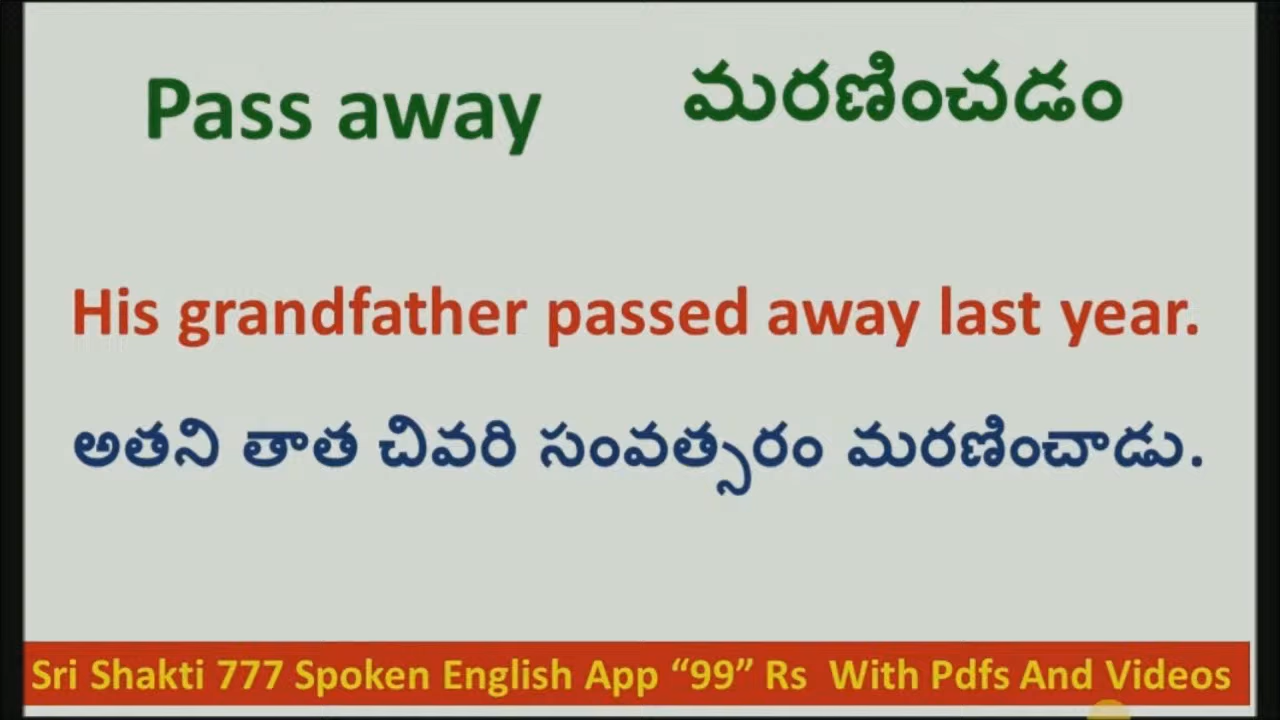 Pass away మరణించడం
His grandfather passed away last year.
అతని తాత చివరి సంవత్సరం మరణించాడు.
Sri Shakti 777 Spoken English App “99” Rs With Pdfs And Videos